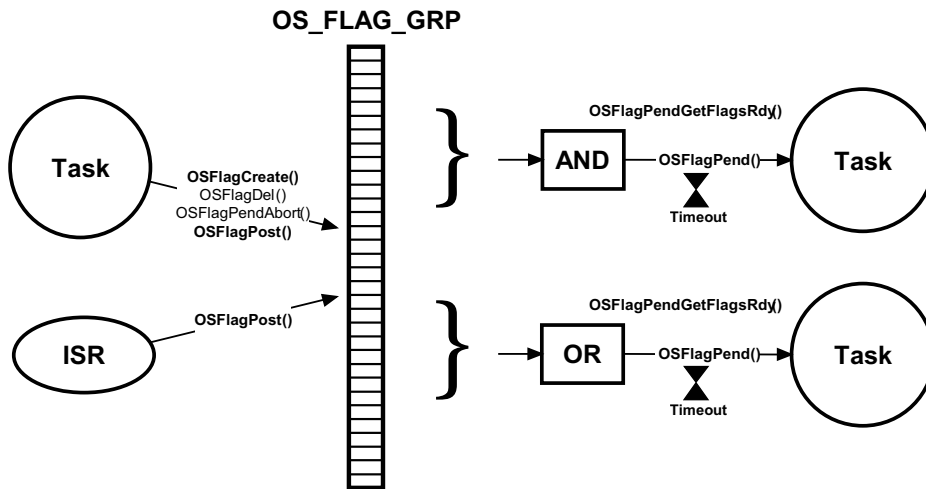 OS_FLAG_GRP
Task
OSFlagCreate()
OSFlagDel()
OSFlagPendAbort()
OSFlagPost()
ISR
OSFlagPost()
OSFlagPendGetFlagsRdy()
AND
OSFlagPend()
Timeout
Task
OSFlagPendGetFlagsRdy()
OR
OSFlagPend()
Timeout
Task